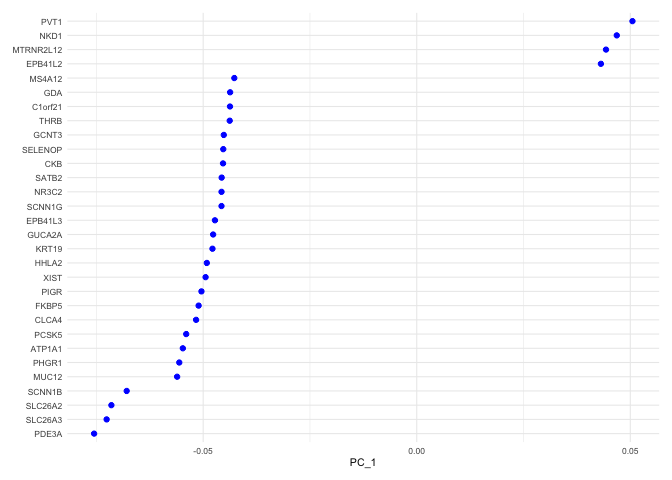 PVT1
NKD1
MTRNR2L12
EPB41L2
MS4A12
GDA
C1orf21
THRB
GCNT3
SELENOP
CKB
SATB2
NR3C2
SCNN1G
EPB41L3
GUCA2A
KRT19
HHLA2
XIST
PIGR
FKBP5
CLCA4
PCSK5
ATP1A1
PHGR1
MUC12
SCNN1B
SLC26A2
SLC26A3
PDE3A
-0.05 0.00 0.05
PC_1